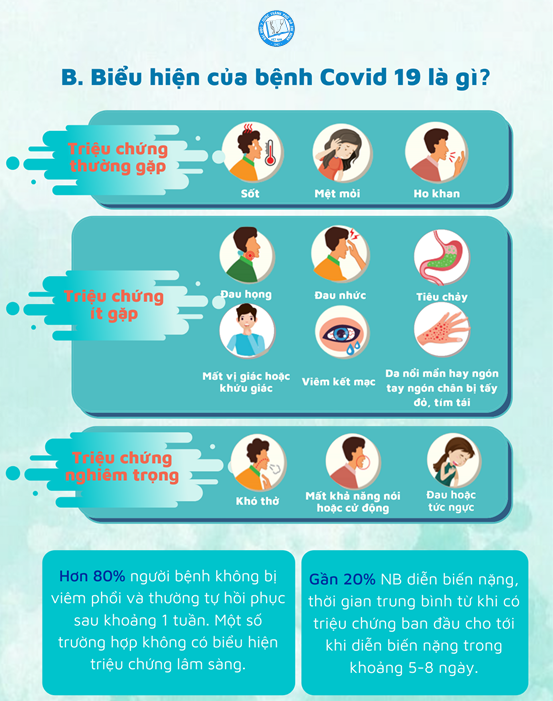 B. Biểu hiện của bệnh Covid 19 là gì?
Triệu chứng
thường gặp
Sốt
Mệt mỏi
Ho khan
Triệu chứng
ít gặp
Đau họng
Đau nhức
Tiêu chảy
Mất vị giác hoặc
khứu giác
Viêm kết mạc
Da nổi mẩn hay ngón
tay ngón chân bị tấy
đỏ, tím tái
Triệu chứng
nghiêm trọng
Khó thở
Mất khả năng nói
hoặc cử động
Đau hoặc
tức ngực
Hơn 80% người bệnh không bị
viêm phổi và thường tự hồi phục
sau khoảng 1 tuần. Một số
trường hợp không có biểu hiện
triệu chứng lâm sàng.
Gần 20% NB diễn biến nặng,
thời gian trung bình từ khi có
triệu chứng ban đầu cho tới
khi diễn biến nặng trong
khoảng 5-8 ngày.